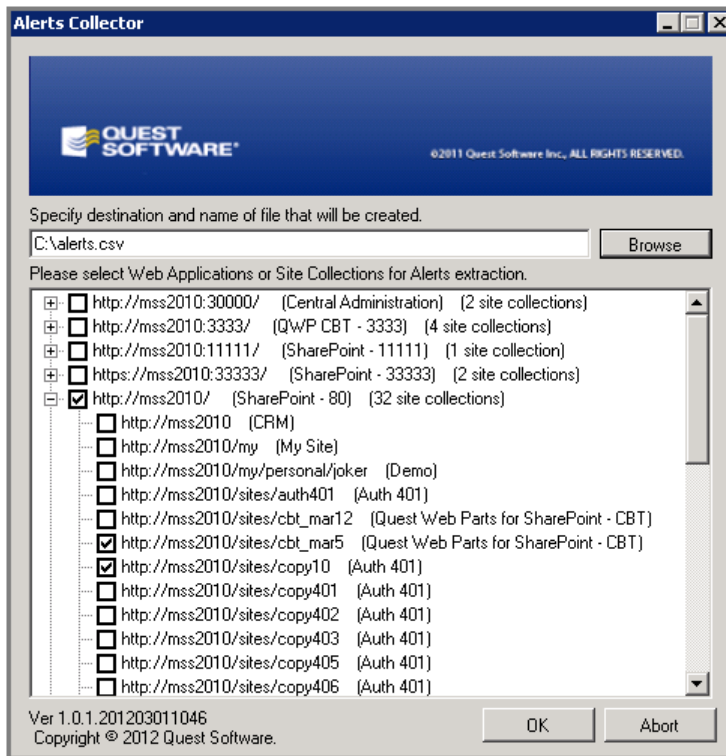 Alerts Collector
QUEST
SOFTWARE®
©2011 Quest Software Inc., ALL RIGHTS RESERVED.
Specify destination and name of file that will be created.
C:\alerts.csv
Browse
Please select Web Applications or Site Collections for Alerts extraction.
http://mss2010:30000/ (Central Administration) (2 site collections)
http://mss2010:3333/ (QWP CBT - 3333) (4 site collections)
http://mss2010:11111/ (SharePoint - 11111) (1 site collection)
https://mss2010:33333/ (SharePoint - 33333) (2 site collections)
http://mss2010/ (SharePoint - 80) (32 site collections)
http://mss2010 (CRM)
http://mss2010/my (My Site)
http://mss2010/my/personal/joker (Demo)
http://mss2010/sites/auth401 (Auth 401)
http://mss2010/sites/cbt_mar12 (Quest Web Parts for SharePoint - CBT)
http://mss2010/sites/cbt_mar5 (Quest Web Parts for SharePoint - CBT)
http://mss2010/sites/copy10 (Auth 401)
http://mss2010/sites/copy401 (Auth 401)
http://mss2010/sites/copy402 (Auth 401)
http://mss2010/sites/copy403 (Auth 401)
http://mss2010/sites/copy405 (Auth 401)
http://mss2010/sites/copy406 (Auth 401)
Ver 1.0.1.201203011046
Copyright © 2012 Quest Software.
OK
Abort